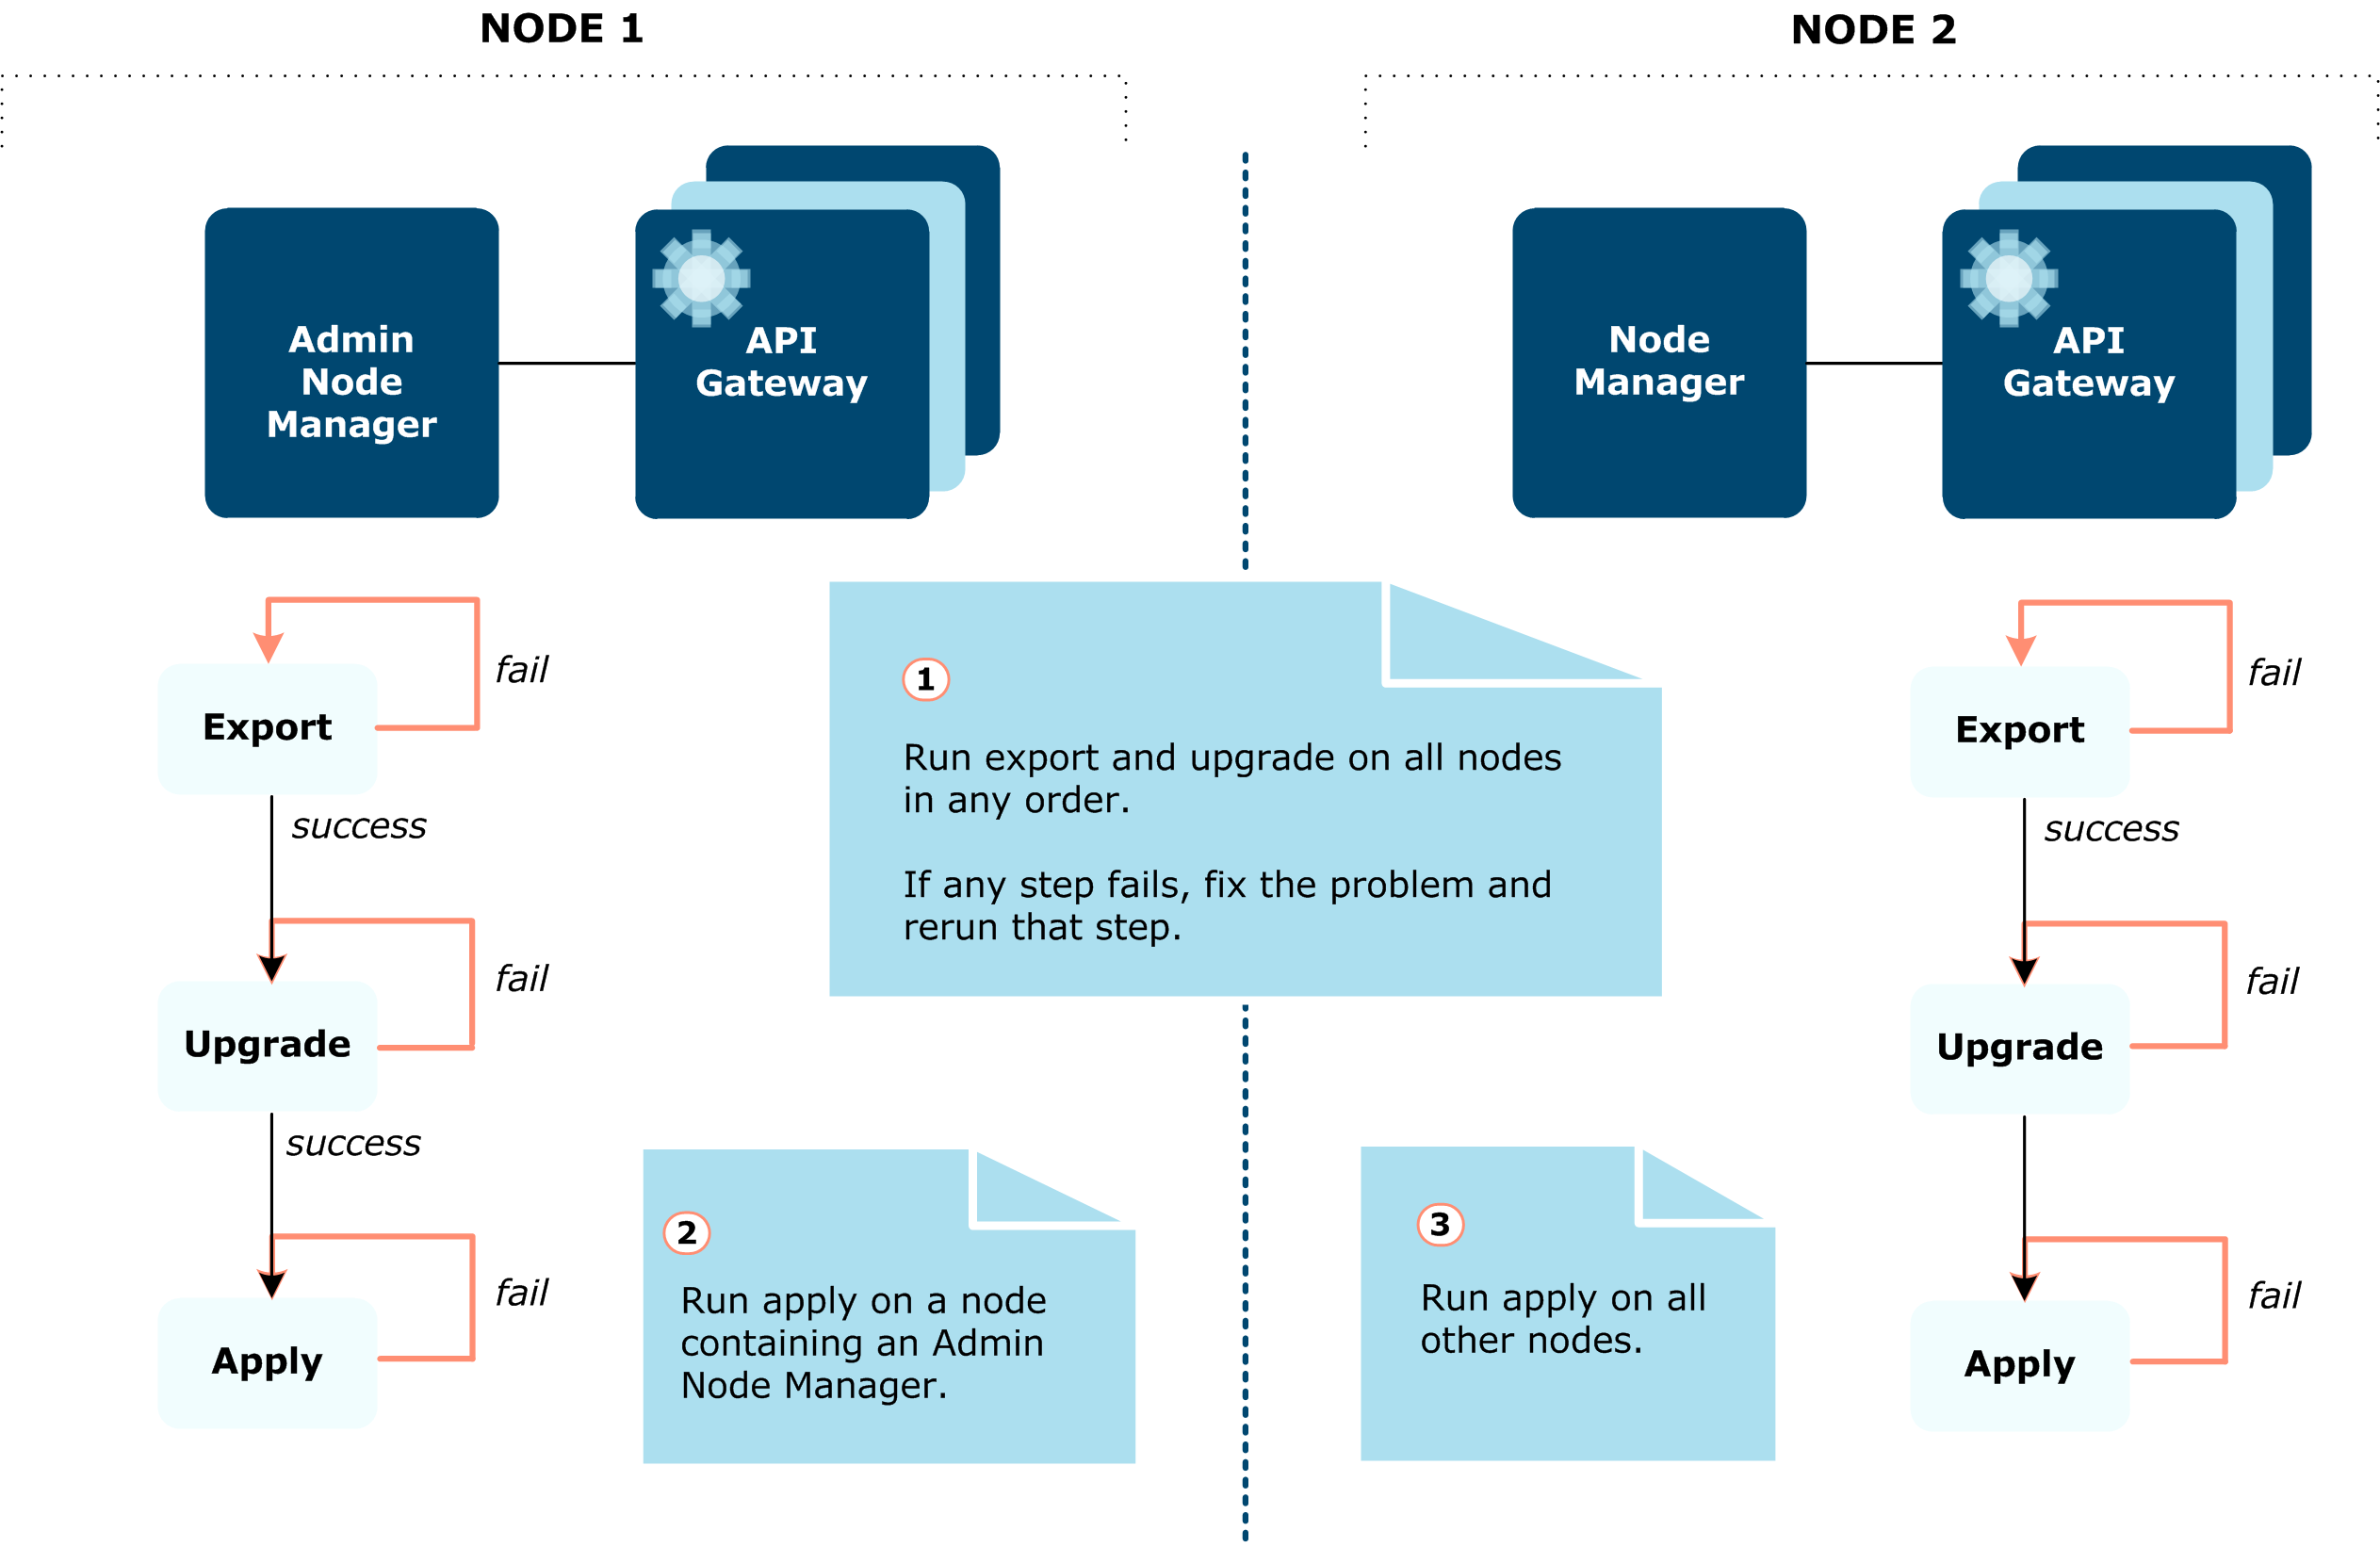 NODE 1
NODE 2
Admin
Node
Manager
API
Gateway
Node
Manager
API
Gateway
fail
Export
success
fail
Upgrade
success
fail
Apply
1
Run export and upgrade on all nodes
in any order.
If any step fails, fix the problem and
rerun that step.
2
Run apply on a node
containing an Admin
Node Manager.
3
Run apply on all
other nodes.
fail
Export
success
fail
Upgrade
fail
Apply